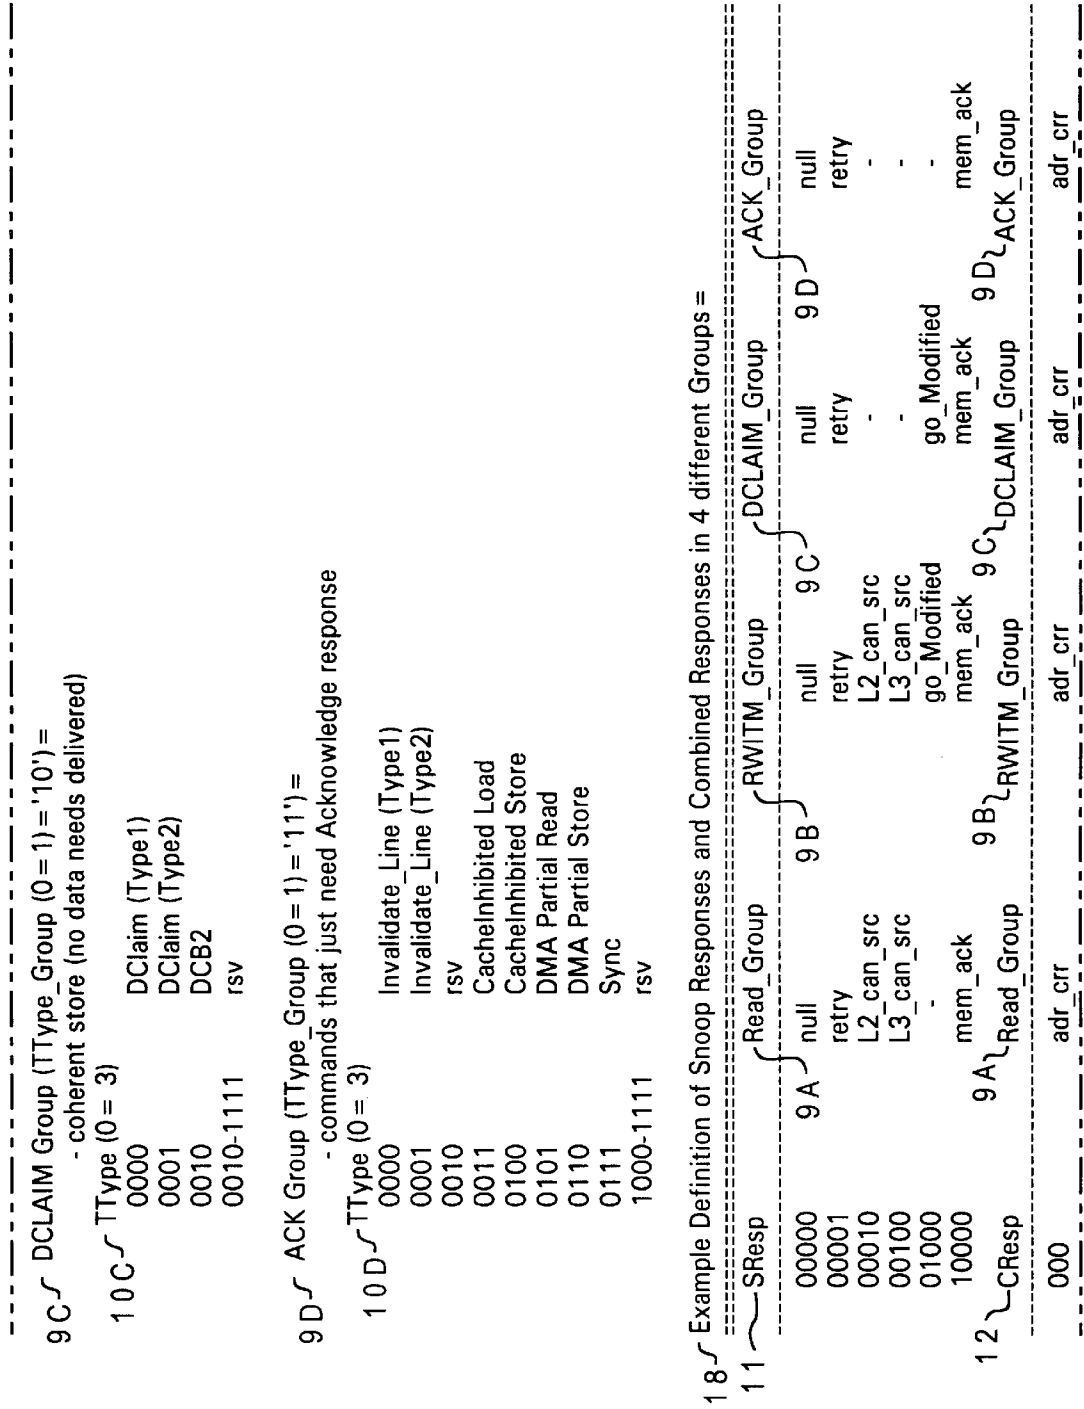 9C DCLAIM Group (TType_Group (0=1)='10')=
- coherent store (no data needs delivered)
10C TType (0=3)
0000 DClaim (Type1)
0001 DClaim (Type2)
0010 DCB2
0010-1111 rsv
9D ACK Group (TType_Group (0=1)='11')=
- commands that just need Acknowledge response
10D TType (0=3)
0000 Invalidate_Line (Type1)
0001 Invalidate_Line (Type2)
0010 rsv
0011 CacheInhibited Load
0100 CacheInhibited Store
0101 DMA Partial Read
0110 DMA Partial Store
0111 Sync
1000-1111 rsv
18 Example Definition of Snoop Responses and Combined Responses in 4 different Groups=
11 SResp Read_Group RWITM_Group DCLAIM_Group ACK_Group
9A 9B 9C 9D
00000 null null null null
00001 retry retry retry retry
00010 L2_can_src L2_can_src - -
00100 L3_can_src L3_can_src - -
01000 - go_Modified go_Modified -
10000 mem_ack mem_ack mem_ack mem_ack
9A 9B 9C 9D
12 CResp Read_Group RWITM_Group DCLAIM_Group ACK_Group
000 adr_crr adr_crr adr_crr adr_crr